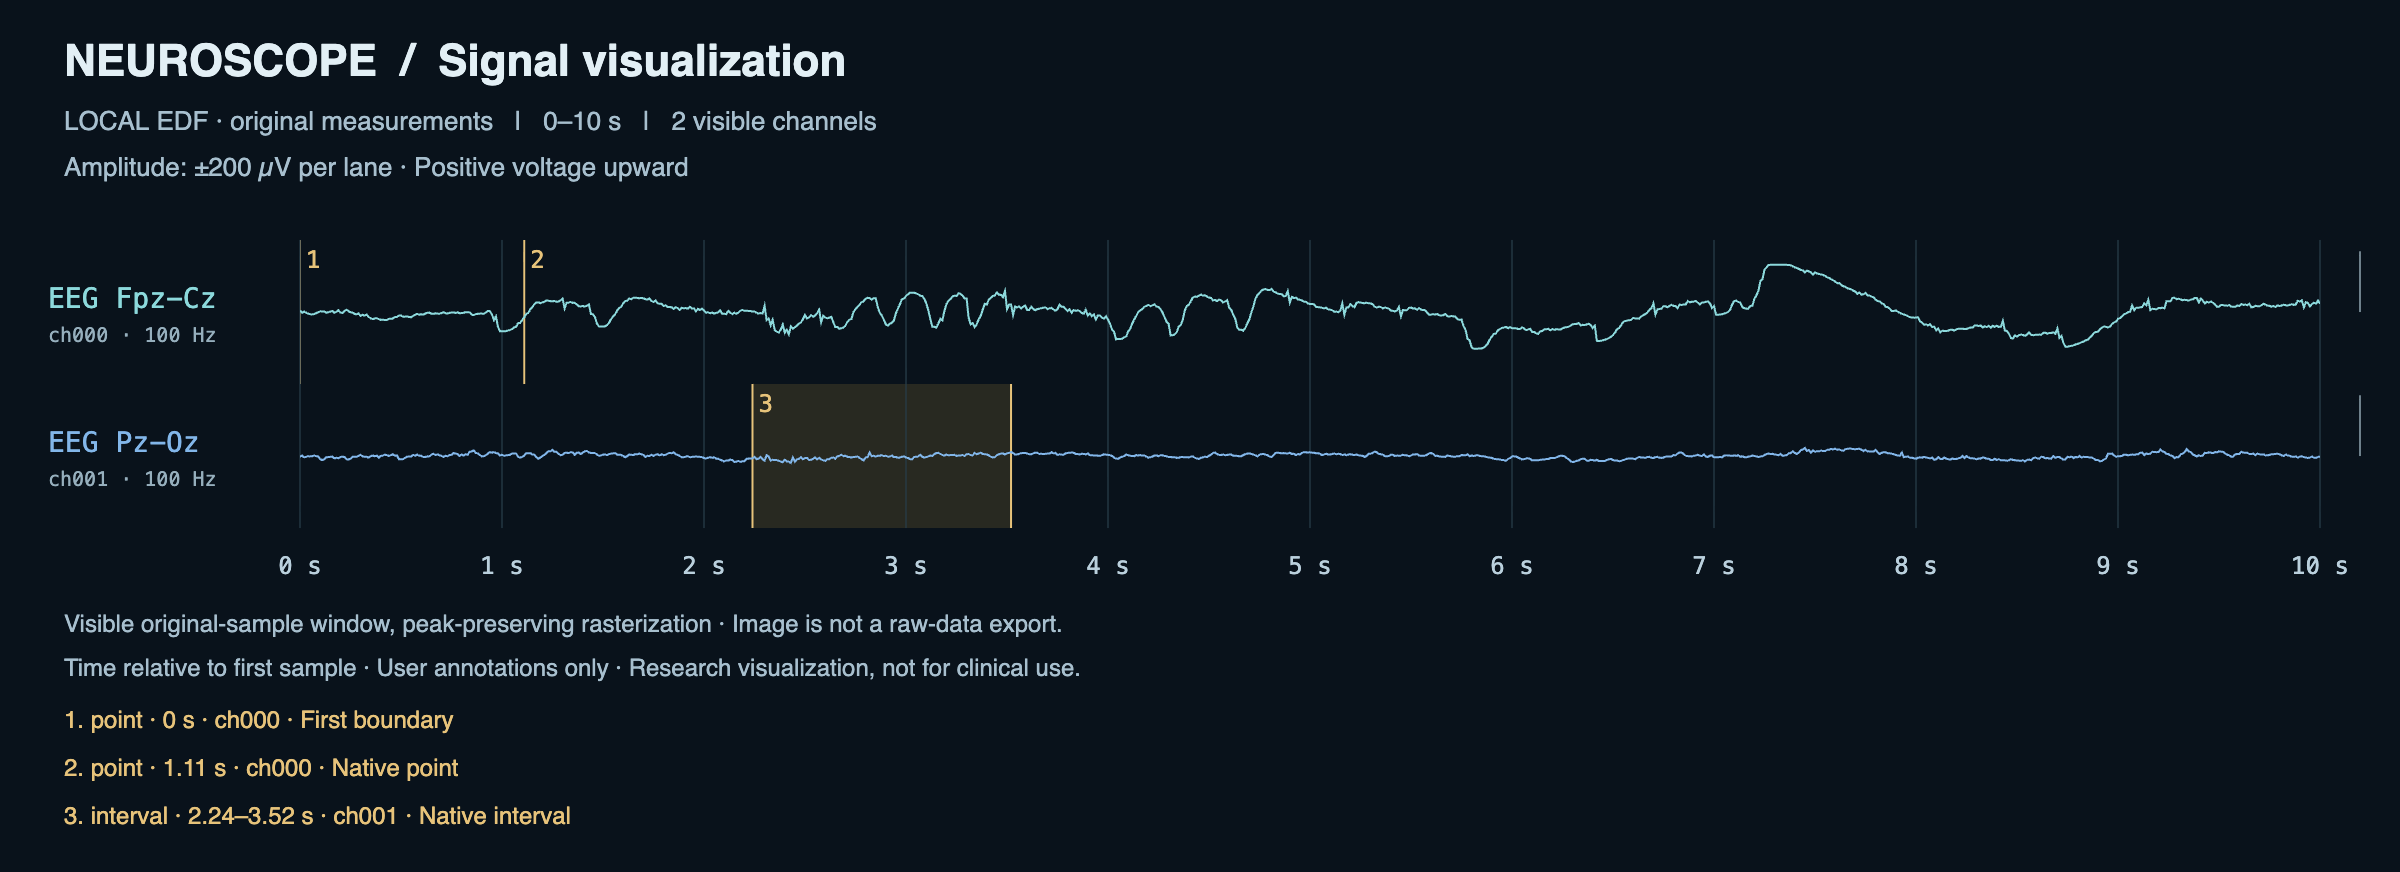 NEUROSCOPE / Signal visualization
LOCAL EDF · original measurements | 0–10 s | 2 visible channels
Amplitude: ±200 µV per lane · Positive voltage upward
1
2
EEG Fpz–Cz
ch000 · 100 Hz
3
EEG Pz–Oz
ch001 · 100 Hz
0 s 1 s 2 s 3 s 4 s 5 s 6 s 7 s 8 s 9 s 10 s
Visible original-sample window, peak-preserving rasterization · Image is not a raw-data export.
Time relative to first sample · User annotations only · Research visualization, not for clinical use.
1. point · 0 s · ch000 · First boundary
2. point · 1.11 s · ch000 · Native point
3. interval · 2.24–3.52 s · ch001 · Native interval